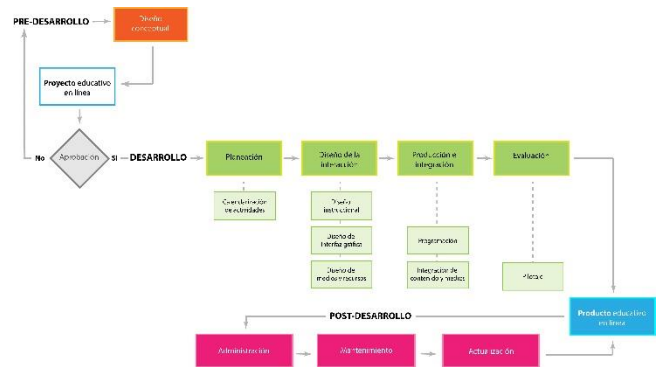 PRE-DESARROLLO
Diseño
conceptual
Proyecto educativo
en línea
No
Aprobación
Sí
DESARROLLO
Planeación
Diseño de la
interacción
Producción e
integración
Evaluación
Calendarización
de actividades
Diseño
instruccional
Diseño de
interfaz gráfica
Diseño de
medios y recursos
Programación
Integración de
contenido y medios
Pilotaje
Producto educativo
en línea
POST-DESARROLLO
Administración
Mantenimiento
Actualización